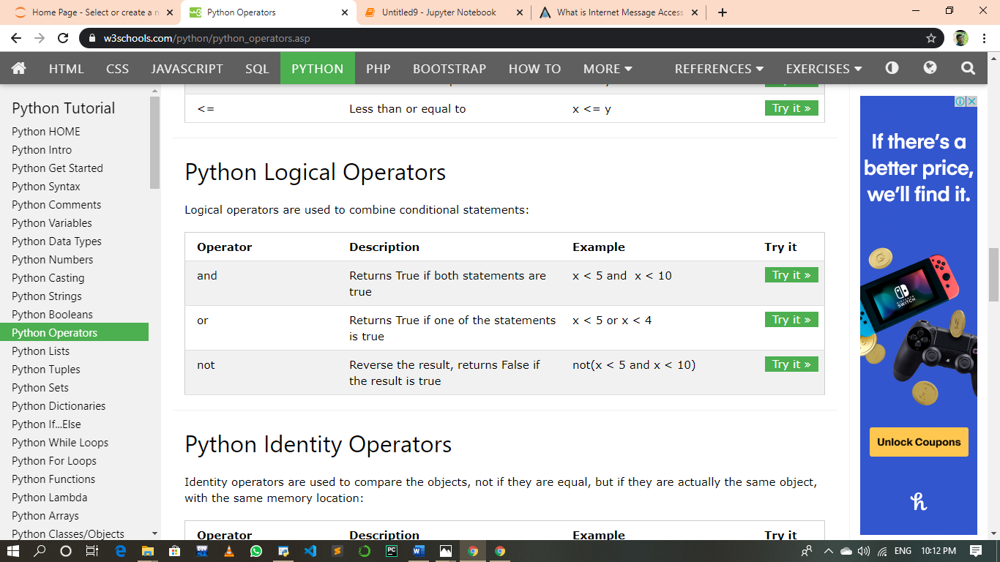 Home Page - Select or create a n
Python Operators
Untitled9 - Jupyter Notebook
What is Internet Message Access
w3schools.com/python/python_operators.asp
HTML CSS JAVASCRIPT SQL PYTHON PHP BOOTSTRAP HOW TO MORE REFERENCES EXERCISES
Python Tutorial
Python HOME
Python Intro
Python Get Started
Python Syntax
Python Comments
Python Variables
Python Data Types
Python Numbers
Python Casting
Python Strings
Python Booleans
Python Operators
Python Lists
Python Tuples
Python Sets
Python Dictionaries
Python If...Else
Python While Loops
Python For Loops
Python Functions
Python Lambda
Python Arrays
Python Classes/Objects
<= Less than or equal to x <= y Try it »
Python Logical Operators
Logical operators are used to combine conditional statements:
Operator Description Example Try it
and Returns True if both statements are x < 5 and  x < 10 Try it »
true
or Returns True if one of the statements x < 5 or x < 4 Try it »
is true
not Reverse the result, returns False if not(x < 5 and x < 10) Try it »
the result is true
Python Identity Operators
Identity operators are used to compare the objects, not if they are equal, but if they are actually the same object,
with the same memory location:
Operator Description Example Try it
If there's a
better price,
we'll find it.
NINTENDO
SWITCH
Unlock Coupons
h
ENG 10:12 PM